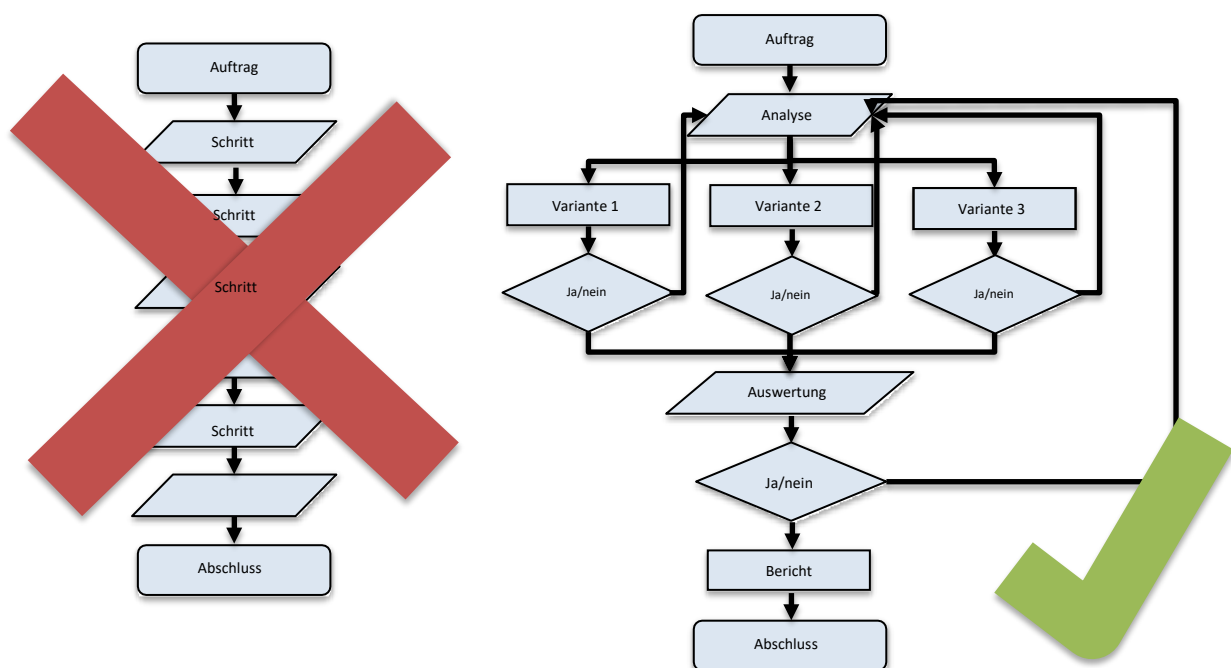 Auftrag
Schritt
Schritt
Schritt
Schritt
Abschluss
Auftrag
Analyse
Variante 1
Variante 2
Variante 3
Ja/nein
Ja/nein
Ja/nein
Auswertung
Ja/nein
Bericht
Abschluss